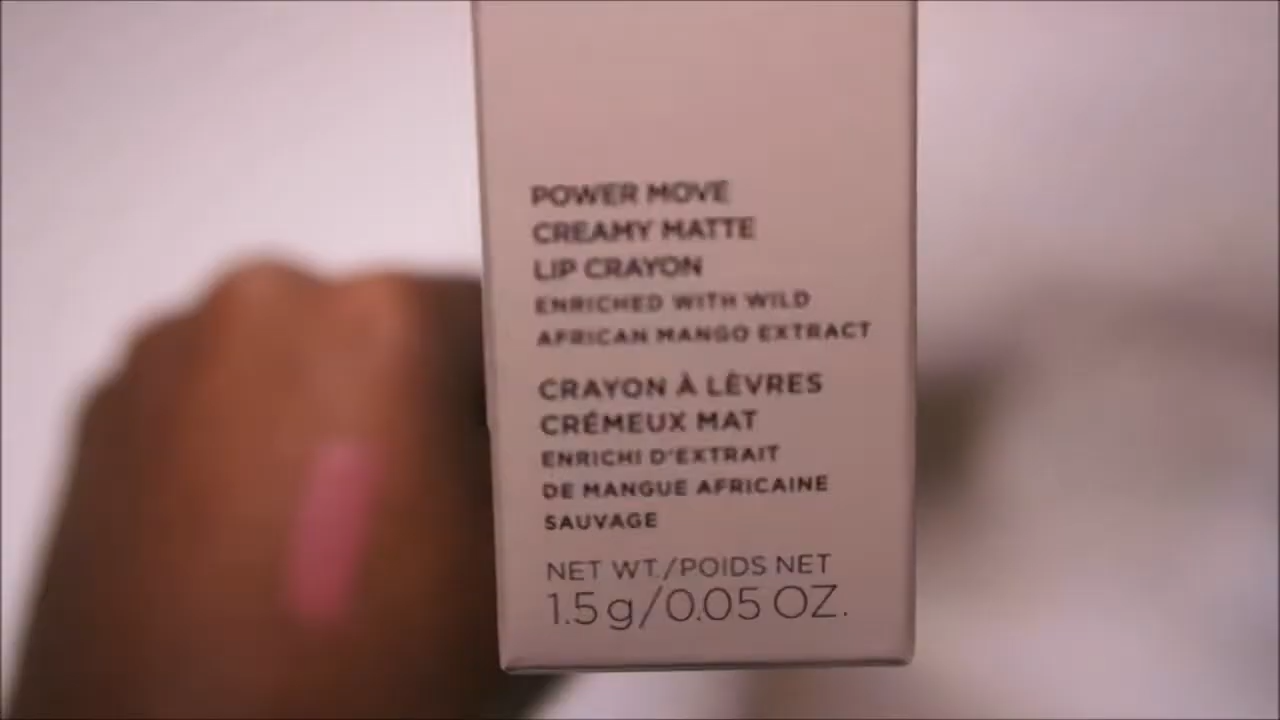 POWER MOVE
CREAMY MATTE
LIP CRAYON
ENRICHED WITH WILD
AFRICAN MANGO EXTRACT
CRAYON À LÈVRES
CRÉMEUX MAT
ENRICHI D'EXTRAIT
DE MANGUE AFRICAINE
SAUVAGE
NET WT./POIDS NET
1.5 g/0.05 OZ.